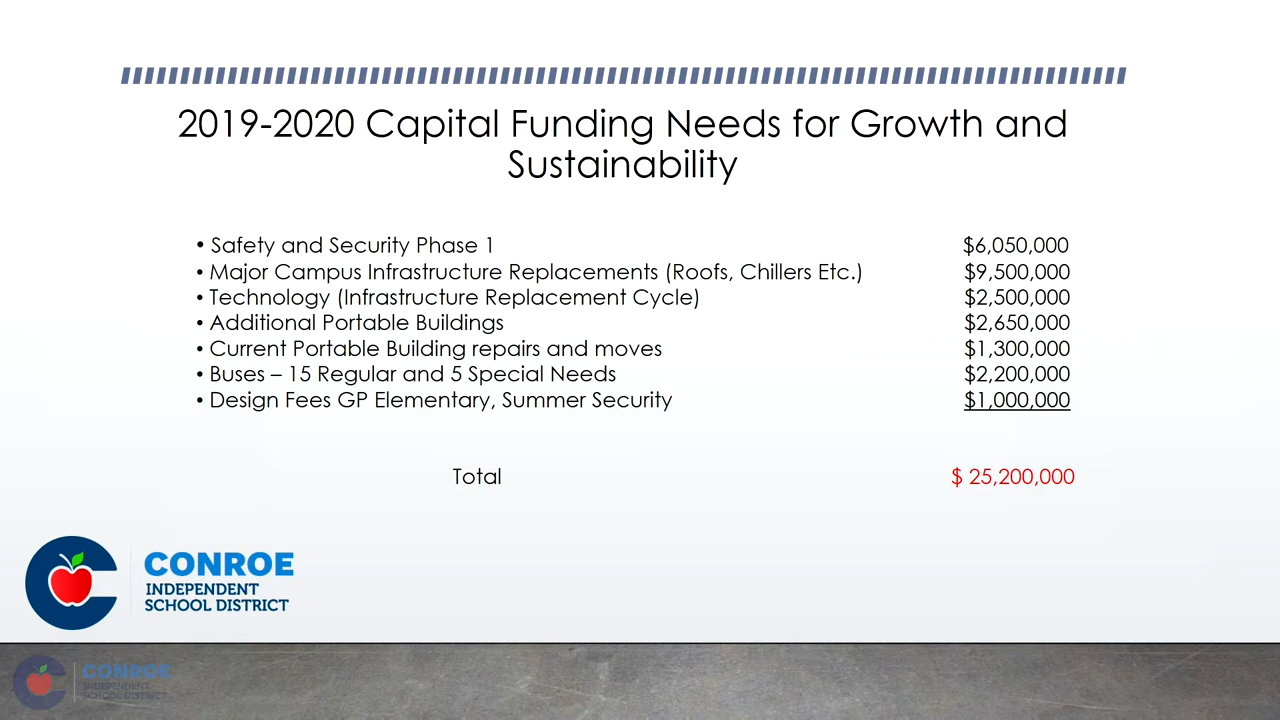 2019-2020 Capital Funding Needs for Growth and
Sustainability
• Safety and Security Phase 1 $6,050,000
• Major Campus Infrastructure Replacements (Roofs, Chillers Etc.) $9,500,000
• Technology (Infrastructure Replacement Cycle) $2,500,000
• Additional Portable Buildings $2,650,000
• Current Portable Building repairs and moves $1,300,000
• Buses – 15 Regular and 5 Special Needs $2,200,000
• Design Fees GP Elementary, Summer Security $1,000,000
Total $ 25,200,000
CONROE
INDEPENDENT
SCHOOL DISTRICT
CONROE
INDEPENDENT
SCHOOL DISTRICT